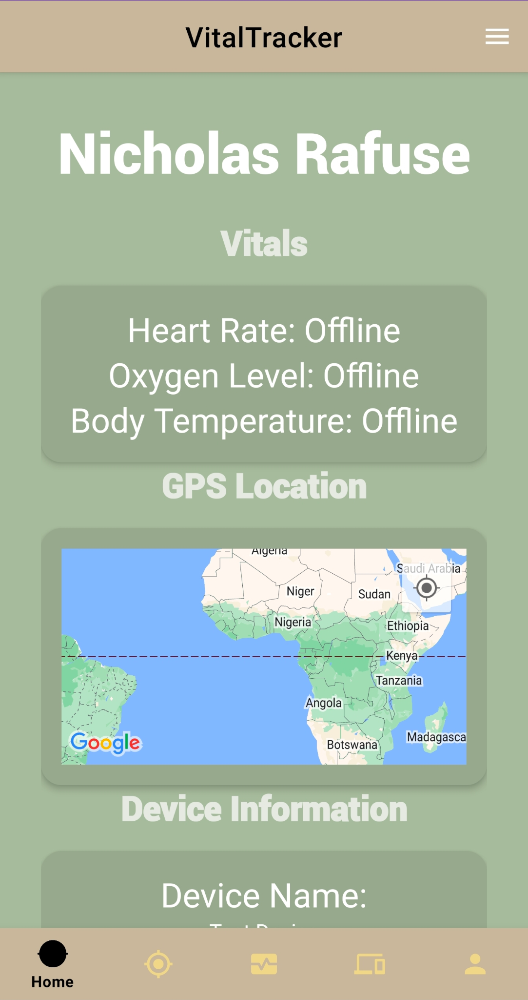 VitalTracker
Nicholas Rafuse
Vitals
Heart Rate: Offline
Oxygen Level: Offline
Body Temperature: Offline
GPS Location
Algeria
Saudi Arabia
Niger
Sudan
Nigeria
Ethiopia
Kenya
Tanzania
Angola
Madagasca
Botswana
Google
Device Information
Device Name:
Home